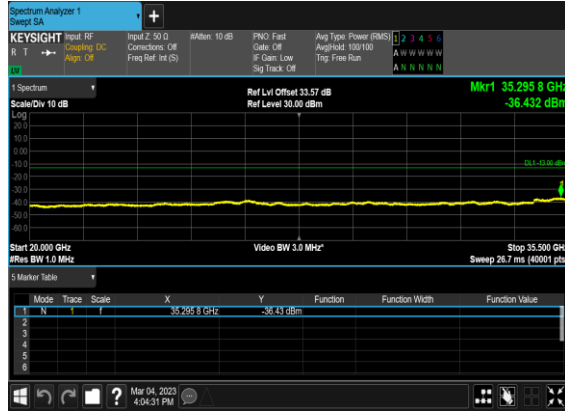 Spectrum Analyzer 1
Swept SA
+
KEYSIGHT Input: RF Input Z: 50 Ω #Atten: 10 dB PNO: Fast Avg Type: Power (RMS) 1 2 3 4 5 6
R T Coupling: DC Corrections: Off Gate: Off Avg|Hold: 100/100 A W W W W W
Align: Off Freq Ref: Int (S) IF Gain: Low Trig: Free Run
Sig Track: Off A N N N N N
1 Spectrum Ref Lvl Offset 33.57 dB Mkr1 35.295 8 GHz
Scale/Div 10 dB Ref Level 30.00 dBm -36.432 dBm
Log
20.0
10.0
0.00
-10.0 DL1 -13.00 dBm
-20.0
-30.0
-40.0
-50.0
-60.0
Start 20.000 GHz Video BW 3.0 MHz* Stop 35.500 GHz
#Res BW 1.0 MHz Sweep 26.7 ms (40001 pts)
5 Marker Table
Mode Trace Scale X Y Function Function Width Function Value
1 N 1 f 35.295 8 GHz -36.43 dBm
2
3
4
5
6
? Mar 04, 2023
4:04:31 PM